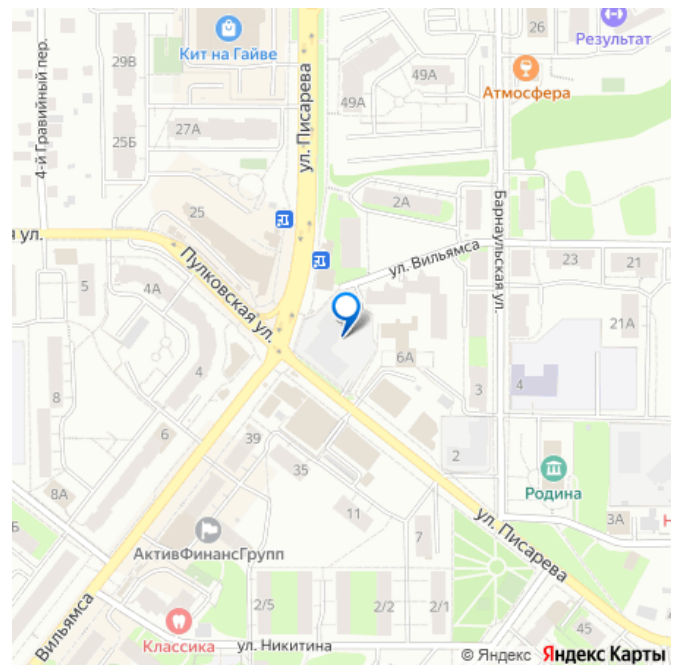 26
Результат
Кит на Гайве
29В
49А
Атмосфера
49А
4-й Гравийный пер.
ул. Писарева
27А
25Б
2А
Барнаульская ул.
25
я ул.
ул. Вильямса
23
21
Пулковская ул.
5
4А
21А
6А
4
3
4
8
6
39
2
35
Родина
8А
11
3А
Н
Б
7
ул. Писарева
АктивФинансГрупп
2/5
2/2
2/1
45
Вильямса
Классика
ул. Никитина
© Яндекс Яндекс Карты